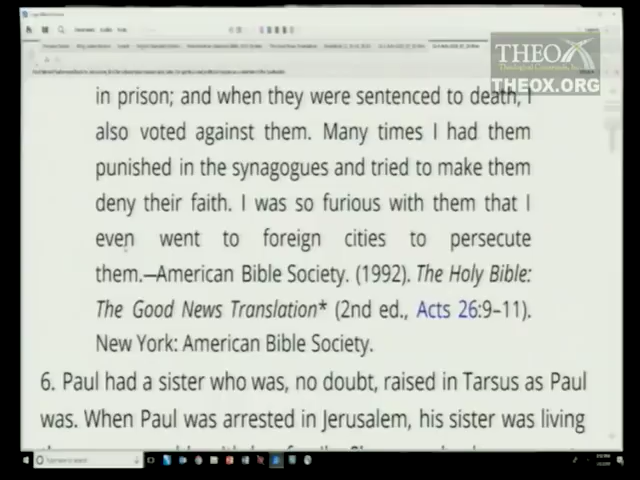 THEOX
THEOX.ORG
in prison; and when they were sentenced to death, I
also voted against them. Many times I had them
punished in the synagogues and tried to make them
deny their faith. I was so furious with them that I
even went to foreign cities to persecute
them.—American Bible Society. (1992). The Holy Bible:
The Good News Translation* (2nd ed., Acts 26:9–11).
New York: American Bible Society.
6. Paul had a sister who was, no doubt, raised in Tarsus as Paul
was. When Paul was arrested in Jerusalem, his sister was living